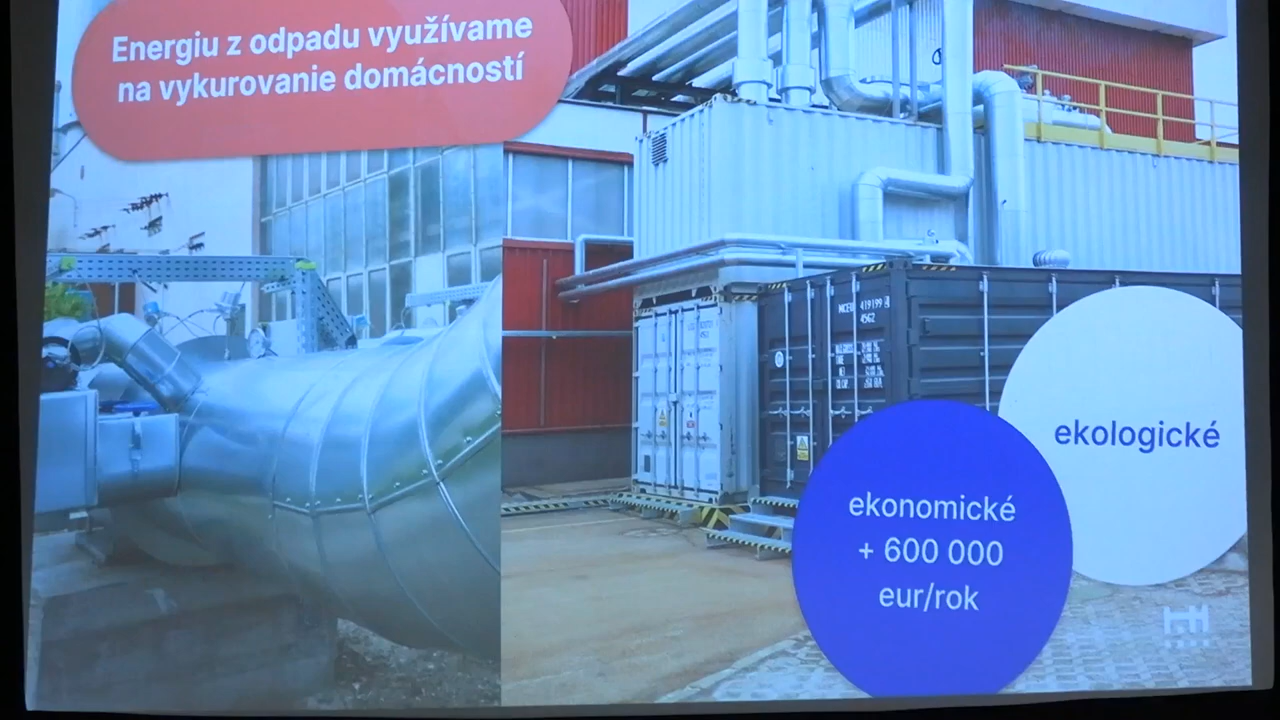 Energiu z odpadu využívame
na vykurovanie domácností
ekologické
ekonomické
+ 600 000
eur/rok